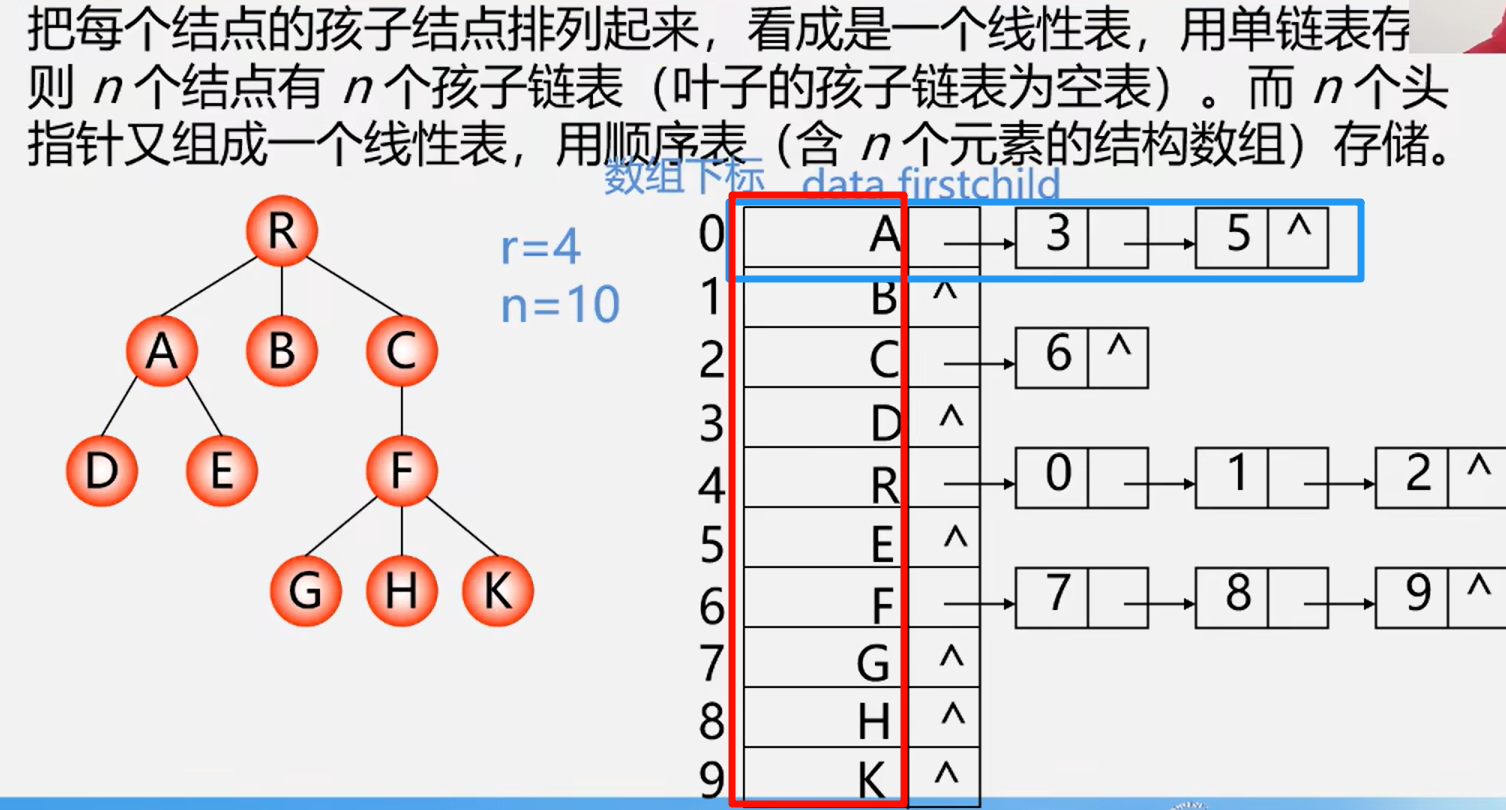 把每个结点的孩子结点排列起来，看成是一个线性表，用单链表存
则 n 个结点有 n 个孩子链表（叶子的孩子链表为空表）。而 n 个头
指针又组成一个线性表，用顺序表（含 n 个元素的结构数组）存储。
数组下标 data firstchild
R
A B C
D E F
G H K
r=4
n=10
0 A 3 5 ^
1 B ^
2 C 6 ^
3 D ^
4 R 0 1 2 ^
5 E ^
6 F 7 8 9 ^
7 G ^
8 H ^
9 K ^